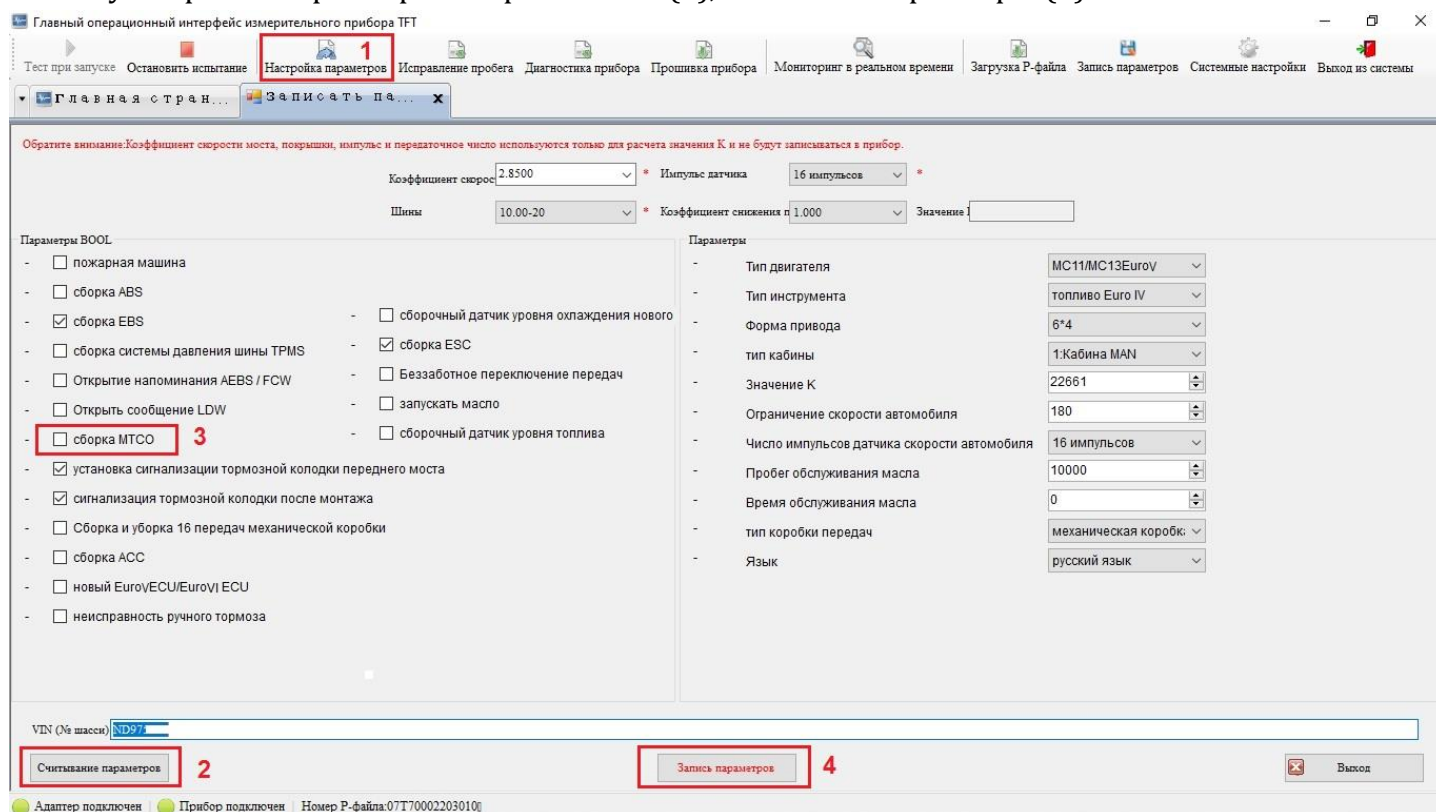 Главный операционный интерфейс измерительного прибора TFT
Тест при запуске Остановить испытание Настройка параметров Исправление пробега Диагностика прибора Прошивка прибора Мониторинг в реальном времени Загрузка Р-файла Запись параметров Системные настройки Выход из системы
1
Главная стран... Записать па... x
Обратите внимание:Коэффициент скорости моста, покрышки, импульс и передаточное число используются только для расчета значения K и не будут записываться в прибор.
Коэффициент скорос 2.8500 * Импульс датчика 16 импульсов *
Шины 10.00-20 * Коэффициент снижения п 1.000 Значение
Параметры BOOL
- пожарная машина
- сборка ABS
- сборка EBS
- сборка системы давления шины TPMS
- Открытие напоминания AEBS / FCW
- Открыть сообщение LDW
- сборка MTCO 3
- установка сигнализации тормозной колодки переднего моста
- сигнализация тормозной колодки после монтажа
- Сборка и уборка 16 передач механической коробки
- сборка ACC
- новый EuroVECU/EuroVI ECU
- неисправность ручного тормоза
- сборочный датчик уровня охлаждения нового
- сборка ESC
- Беззаботное переключение передач
- запускать масло
- сборочный датчик уровня топлива
Параметры
- Тип двигателя MC11/MC13EuroV
- Тип инструмента топливо Euro IV
- Форма привода 6*4
- тип кабины 1:Кабина MAN
- Значение K 22661
- Ограничение скорости автомобиля 180
- Число импульсов датчика скорости автомобиля 16 импульсов
- Пробег обслуживания масла 10000
- Время обслуживания масла 0
- тип коробки передач механическая коробк
- Язык русский язык
VIN (№ шасси) ND97
Считывание параметров 2 Запись параметров 4 Выход
Адаптер подключен Прибор подключен Номер Р-файла:07T70002203010